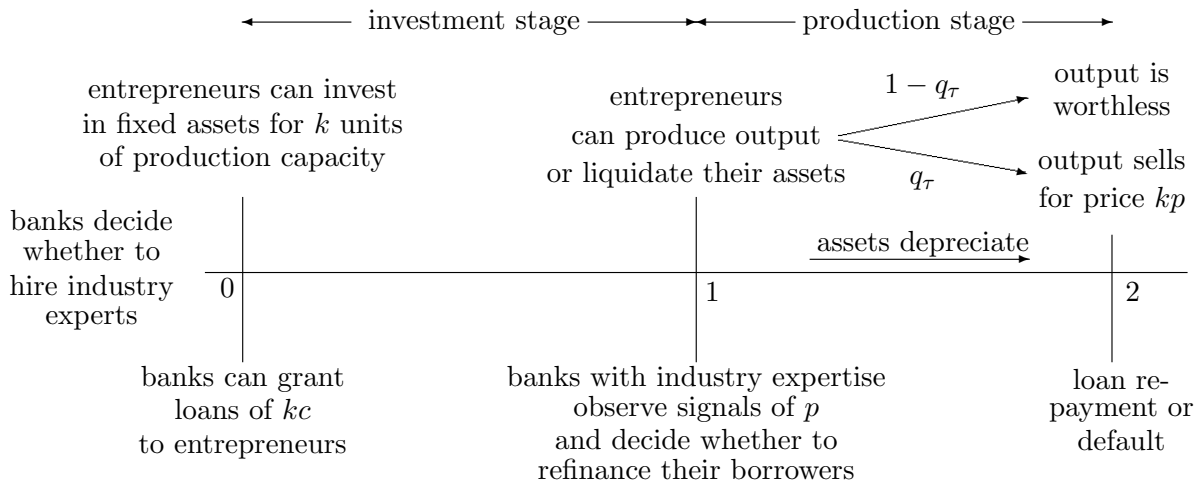 investment stage
production stage
entrepreneurs can invest
in fixed assets for k units
of production capacity
entrepreneurs
can produce output
or liquidate their assets
1 − q_τ
q_τ
output is
worthless
output sells
for price kp
banks decide
whether to
hire industry
experts
assets depreciate
0
1
2
banks can grant
loans of kc
to entrepreneurs
banks with industry expertise
observe signals of p
and decide whether to
refinance their borrowers
loan re-
payment or
default